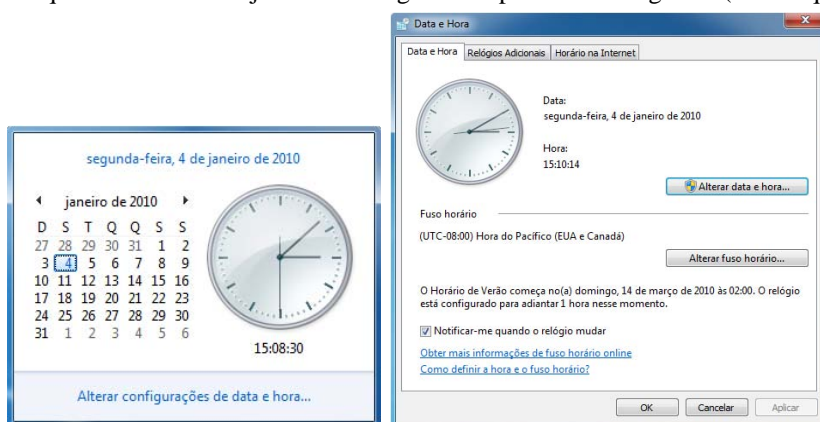 segunda-feira, 4 de janeiro de 2010
janeiro de 2010
D S T Q Q S S
27 28 29 30 31 1 2
3 4 5 6 7 8 9
10 11 12 13 14 15 16
17 18 19 20 21 22 23
24 25 26 27 28 29 30
31 1 2 3 4 5 6
15:08:30
Alterar configurações de data e hora...
Data e Hora
Data e Hora Relógios Adicionais Horário na Internet
Data:
segunda-feira, 4 de janeiro de 2010
Hora:
15:10:14
Alterar data e hora...
Fuso horário
(UTC-08:00) Hora do Pacífico (EUA e Canadá)
Alterar fuso horário...
O Horário de Verão começa no(a) domingo, 14 de março de 2010 às 02:00. O relógio
está configurado para adiantar 1 hora nesse momento.
Notificar-me quando o relógio mudar
Obter mais informações de fuso horário online
Como definir a hora e o fuso horário?
OK Cancelar Aplicar